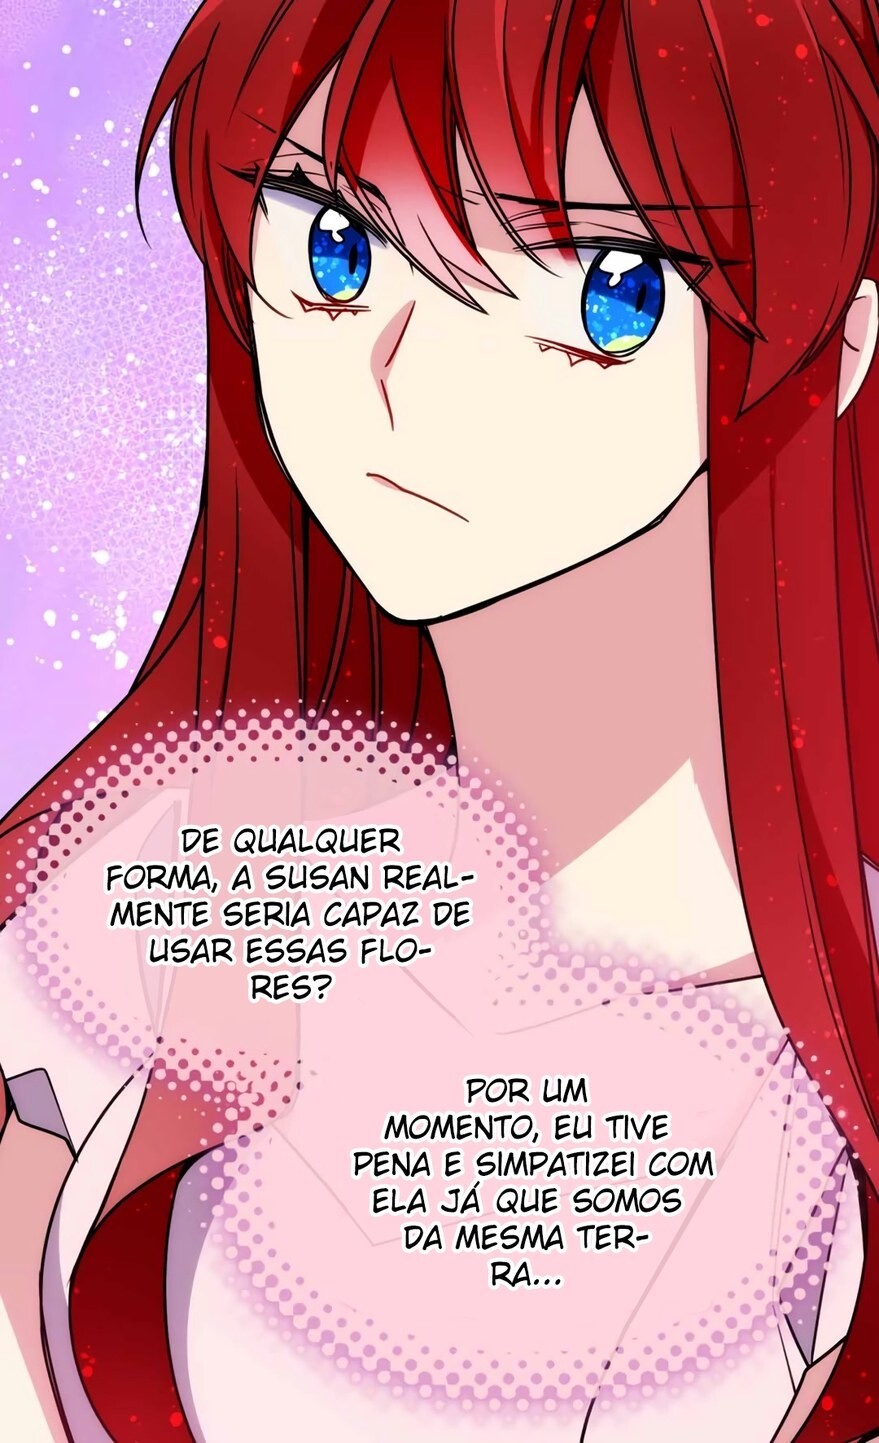 DE QUALQUER
FORMA, A SUSAN REAL-
MENTE SERIA CAPAZ DE
USAR ESSAS FLO-
RES?
POR UM
MOMENTO, EU TIVE
PENA E SIMPATIZEI COM
ELA JÁ QUE SOMOS
DA MESMA TER-
RA...